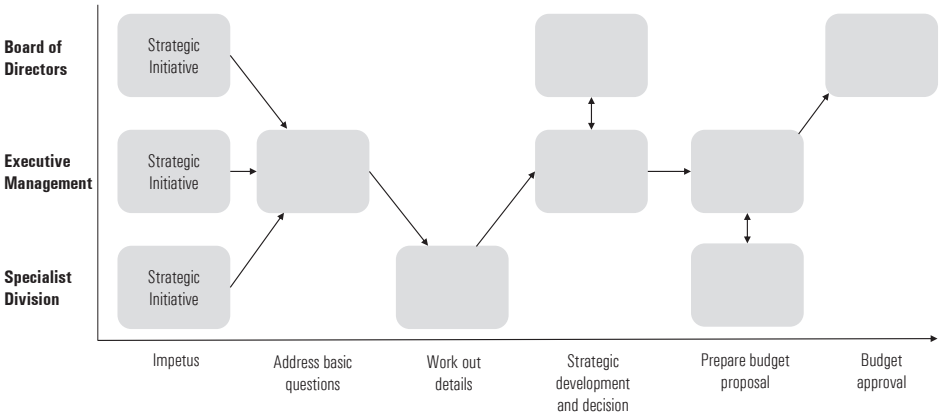 Board of
Directors
Strategic
Initiative
Executive
Management
Strategic
Initiative
Specialist
Division
Strategic
Initiative
Impetus
Address basic
questions
Work out
details
Strategic
development
and decision
Prepare budget
proposal
Budget
approval